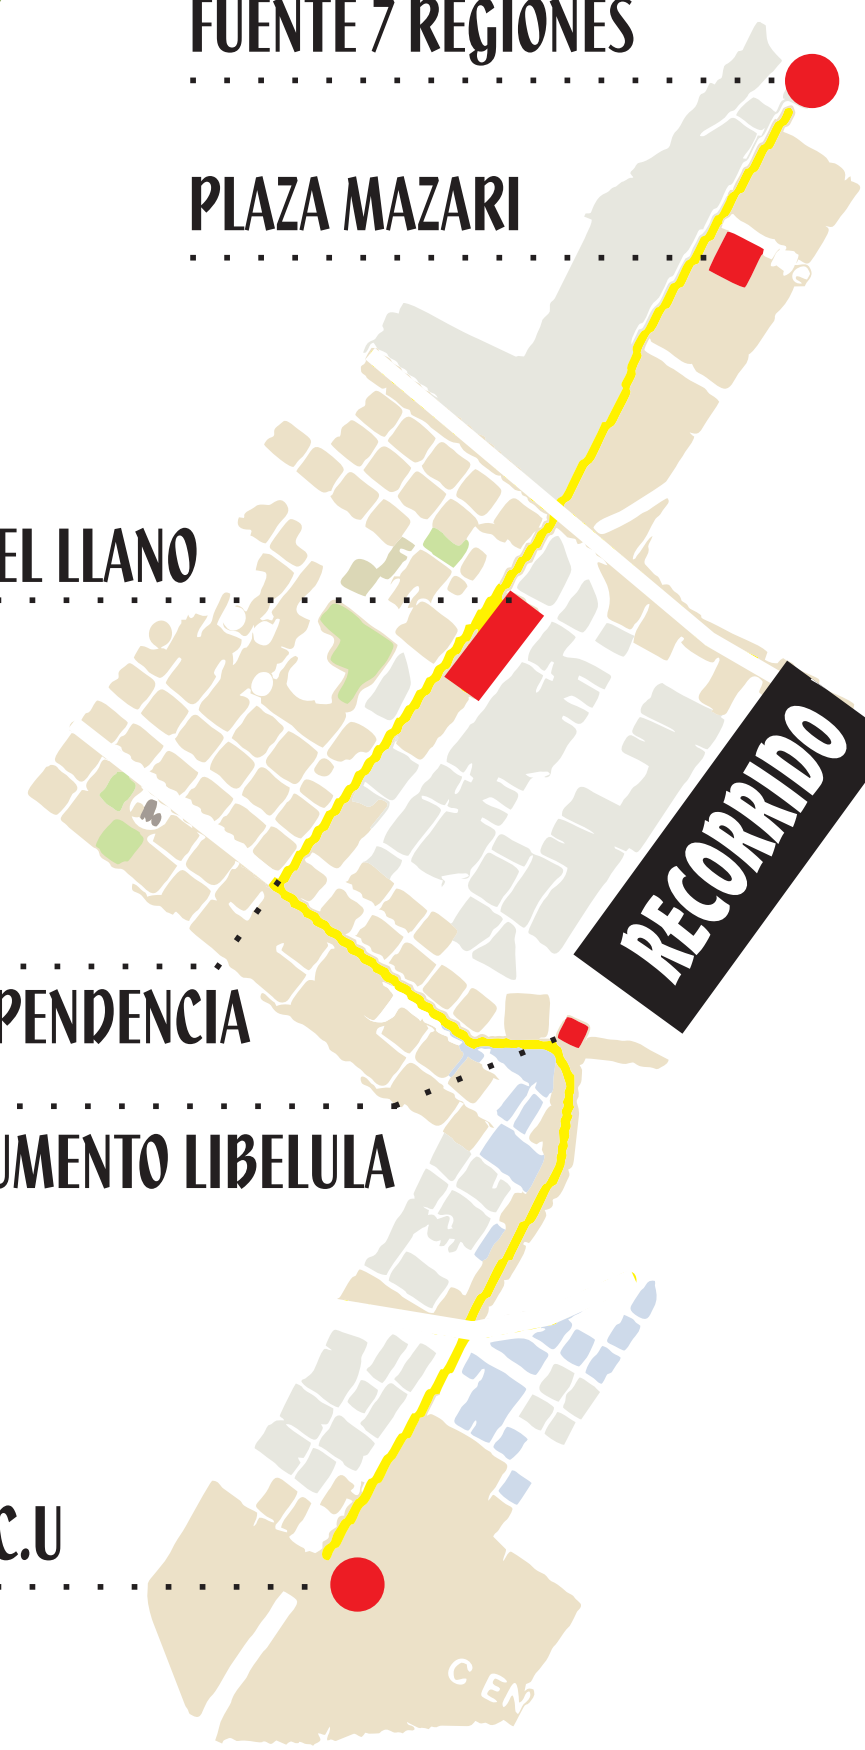 FUENTE 7 REGIONES
PLAZA MAZARI
EL LLANO
RECORRIDO
PENDENCIA
UMENTO LIBELULA
C.U
C EN